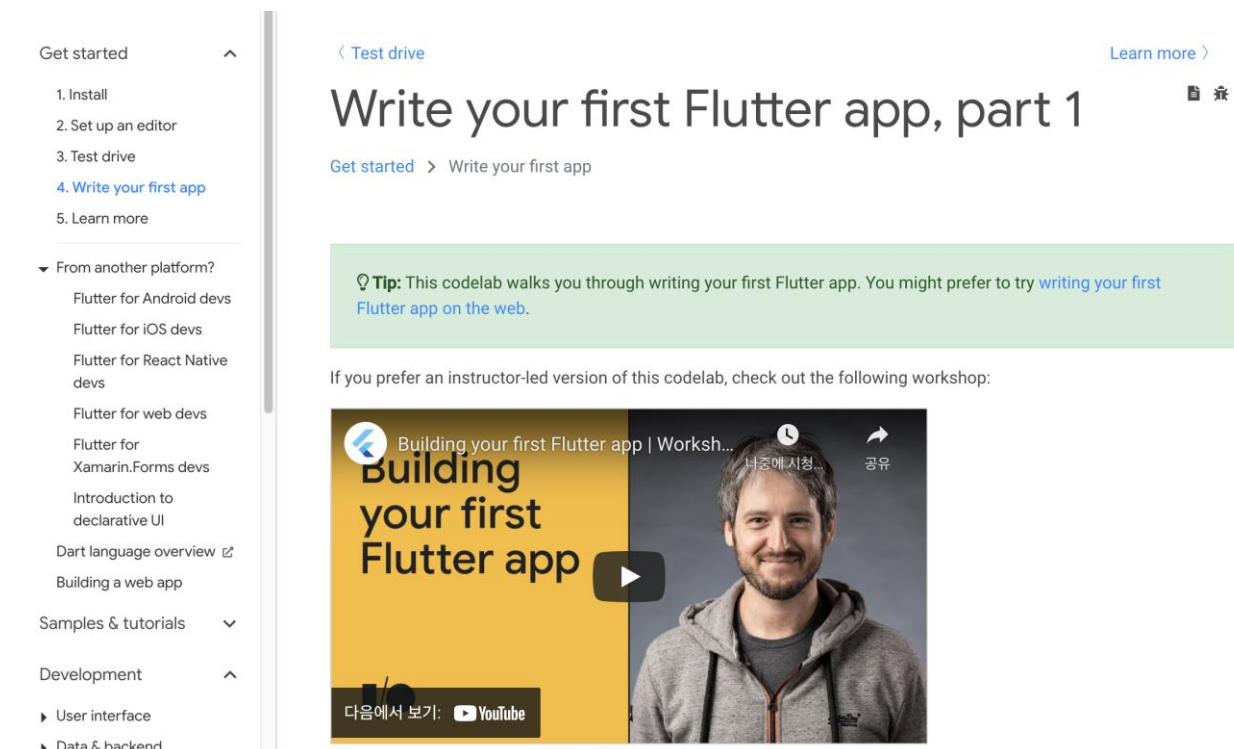 Get started
1. Install
2. Set up an editor
3. Test drive
4. Write your first app
5. Learn more
From another platform?
Flutter for Android devs
Flutter for iOS devs
Flutter for React Native
devs
Flutter for web devs
Flutter for
Xamarin.Forms devs
Introduction to
declarative UI
Dart language overview
Building a web app
Samples & tutorials
Development
User interface
Data & backend
Test drive
Learn more
Write your first Flutter app, part 1
Get started > Write your first app
Tip: This codelab walks you through writing your first Flutter app. You might prefer to try writing your first
Flutter app on the web.
If you prefer an instructor-led version of this codelab, check out the following workshop:
Building your first Flutter app | Worksh...
나중에 시청...
공유
Building
your first
Flutter app
I/O
다음에서 보기: YouTube